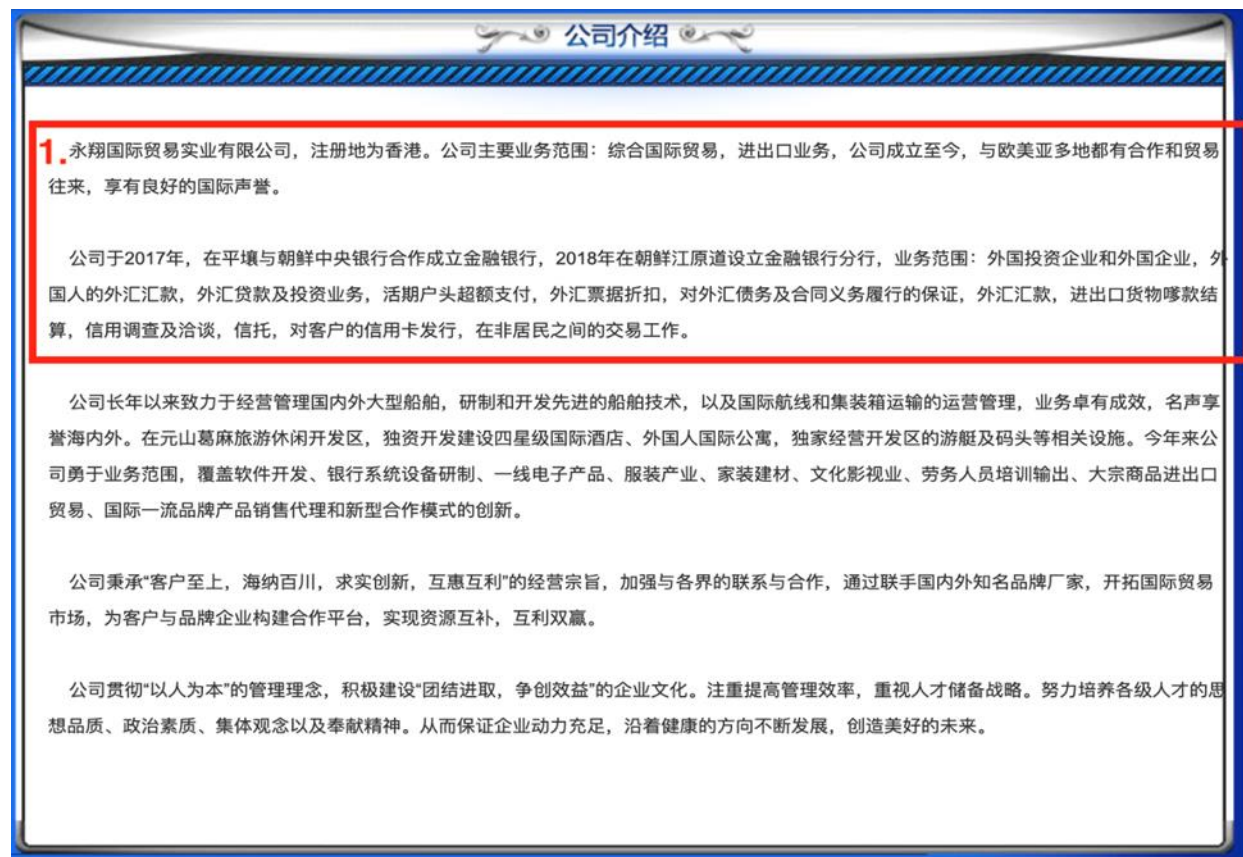 公司介绍
1.
永翔国际贸易实业有限公司，注册地为香港。公司主要业务范围：综合国际贸易，进出口业务，公司成立至今，与欧美亚多地都有合作和贸易
往来，享有良好的国际声誉。
公司于2017年，在平壤与朝鲜中央银行合作成立金融银行，2018年在朝鲜江原道设立金融银行分行，业务范围：外国投资企业和外国企业，外
国人的外汇汇款，外汇贷款及投资业务，活期户头超额支付，外汇票据折扣，对外汇债务及合同义务履行的保证，外汇汇款，进出口货物嗲款结
算，信用调查及洽谈，信托，对客户的信用卡发行，在非居民之间的交易工作。
公司长年以来致力于经营管理国内外大型船舶，研制和开发先进的船舶技术，以及国际航线和集装箱运输的运营管理，业务卓有成效，名声享
誉海内外。在元山葛麻旅游休闲开发区，独资开发建设四星级国际酒店、外国人国际公寓，独家经营开发区的游艇及码头等相关设施。今年来公
司勇于业务范围，覆盖软件开发、银行系统设备研制、一线电子产品、服装产业、家装建材、文化影视业、劳务人员培训输出、大宗商品进出口
贸易、国际一流品牌产品销售代理和新型合作模式的创新。
公司秉承“客户至上，海纳百川，求实创新，互惠互利”的经营宗旨，加强与各界的联系与合作，通过联手国内外知名品牌厂家，开拓国际贸易
市场，为客户与品牌企业构建合作平台，实现资源互补，互利双赢。
公司贯彻“以人为本”的管理理念，积极建设“团结进取，争创效益”的企业文化。注重提高管理效率，重视人才储备战略。努力培养各级人才的思
想品质、政治素质、集体观念以及奉献精神。从而保证企业动力充足，沿着健康的方向不断发展，创造美好的未来。